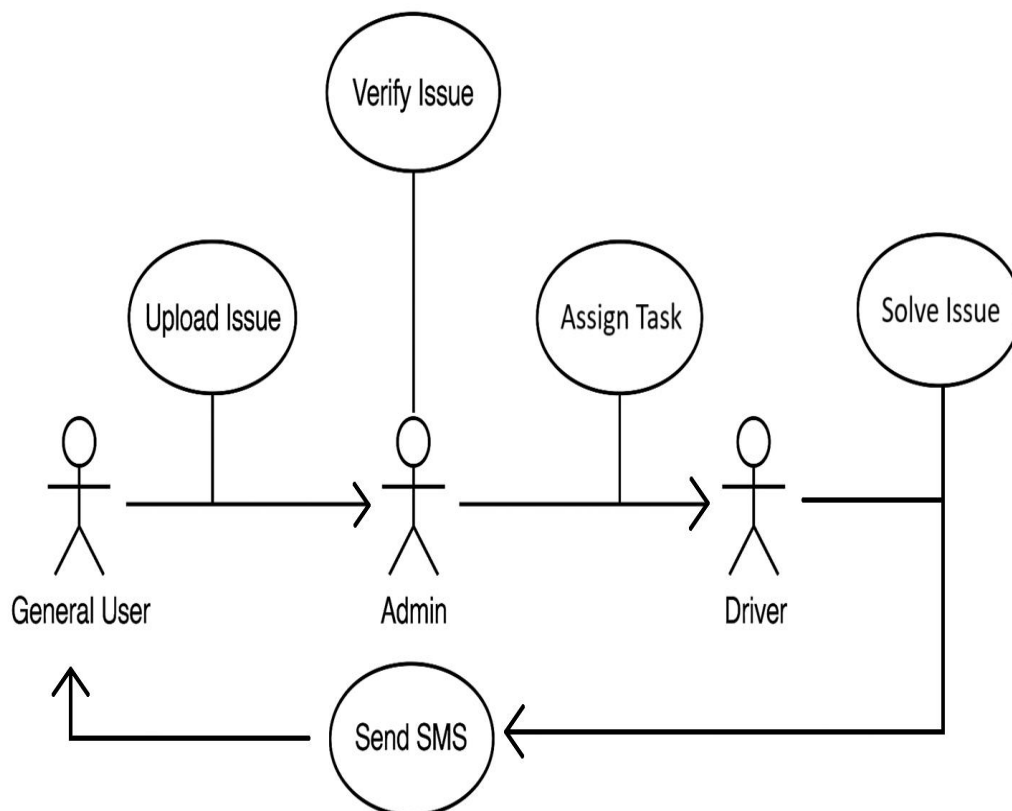 Verify Issue
Upload Issue
Assign Task
Solve Issue
General User
Admin
Driver
Send SMS